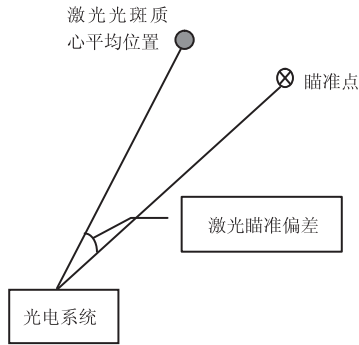 激光光斑质
心平均位置
瞄准点
激光瞄准偏差
光电系统